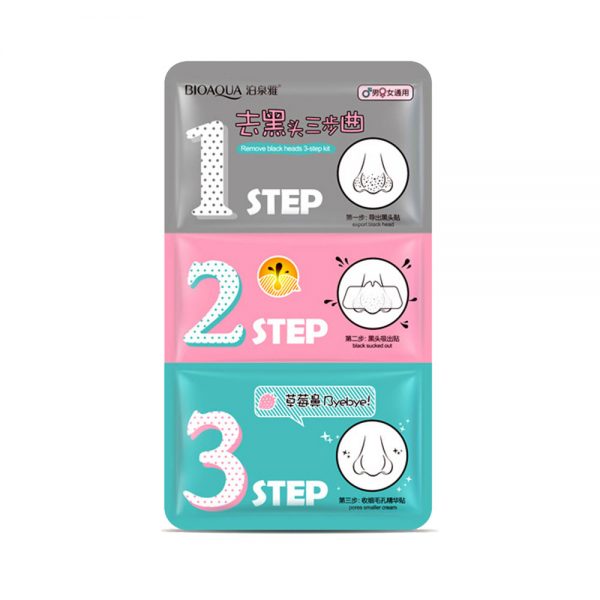 BIOAQUA 泊泉雅®
男女通用
去黑头三步曲
Remove black heads 3-step kit
1 STEP
第一步: 导出黑头贴
export black head
2 STEP
第二步: 黑头吸出贴
black sucked out
草莓鼻 Byebye!
3 STEP
第三步: 收细毛孔精华贴
pores smaller cream